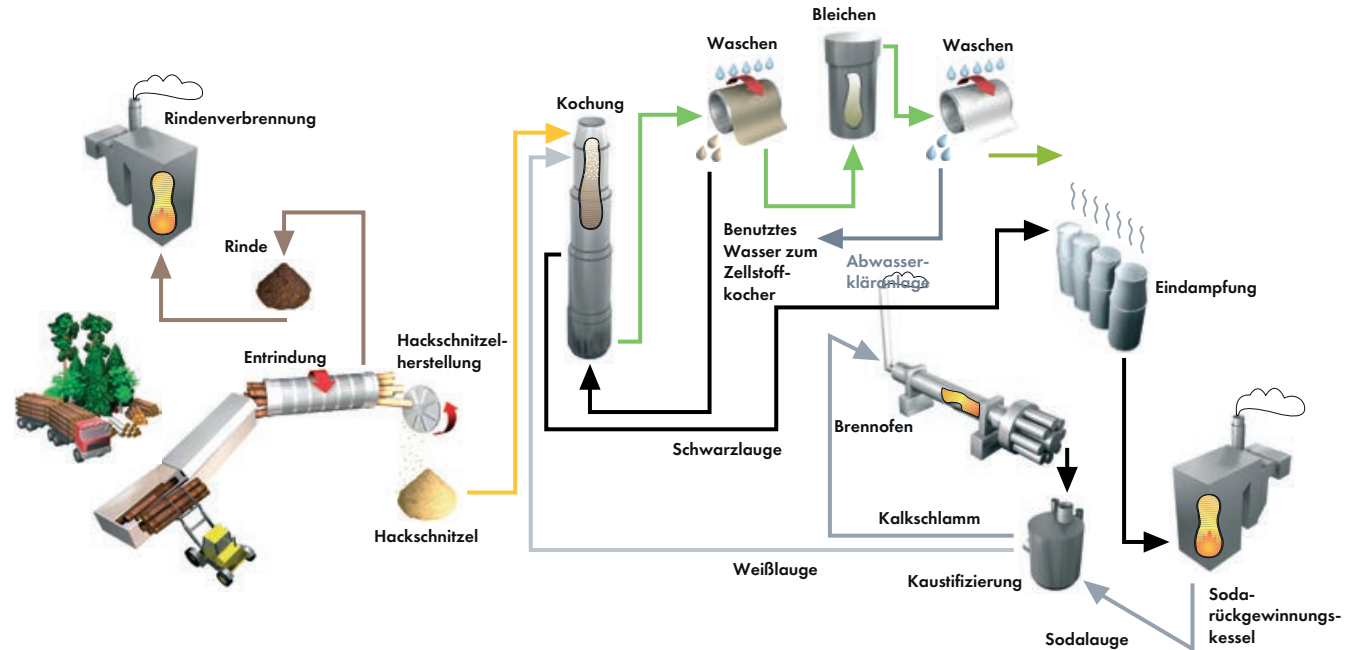 Bleichen
Waschen
Waschen
Kochung
Rindenverbrennung
Rinde
Benutztes
Wasser zum
Zellstoff-
kocher
Abwasser-
kläranlage
Eindampfung
Entrindung
Hackschnitzel-
herstellung
Brennofen
Schwarzlauge
Hackschnitzel
Kalkschlamm
Weißlauge
Kaustifizierung
Sodalauge
Soda-
rückgewinnungs-
kessel